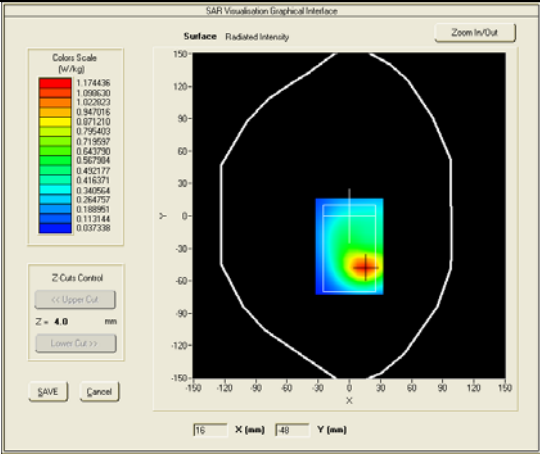 SAR Visualisation Graphical Interface
Surface Radiated Intensity
Zoom In/Out
Colors Scale
(W/kg)
1.174436
1.098630
1.022823
0.947016
0.871210
0.795403
0.719597
0.643790
0.567984
0.492177
0.416371
0.340564
0.264757
0.188951
0.113144
0.037338
Z-Cuts Control
<< Upper Cut
Z = 4.0 mm
Lower Cut >>
SAVE Cancel
150
120
90
60
30
0
-30
-60
-90
-120
-150
Y
-150 -120 -90 -60 -30 0 30 60 90 120 150
X
16 X (mm) -48 Y (mm)